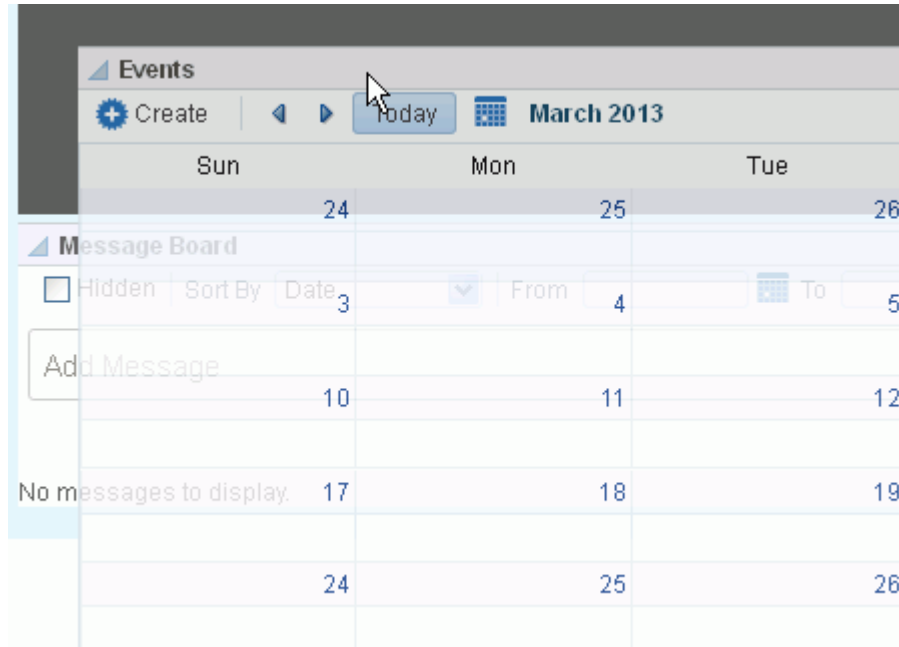 Events
Create Today March 2013
Sun Mon Tue
24 25 26
Message Board
Hidden Sort By Date From To
3 4 5
Add Message
10 11 12
No messages to display. 17 18 19
24 25 26